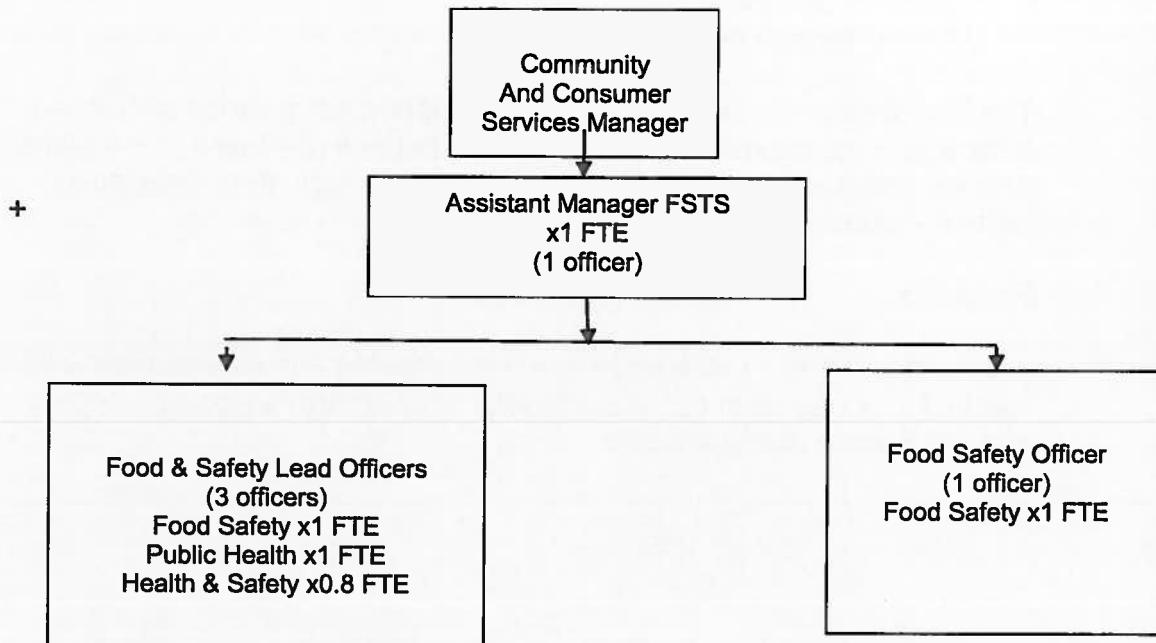 Community
And Consumer
Services Manager
+
Assistant Manager FSTS
x1 FTE
(1 officer)
Food & Safety Lead Officers
(3 officers)
Food Safety x1 FTE
Public Health x1 FTE
Health & Safety x0.8 FTE
Food Safety Officer
(1 officer)
Food Safety x1 FTE